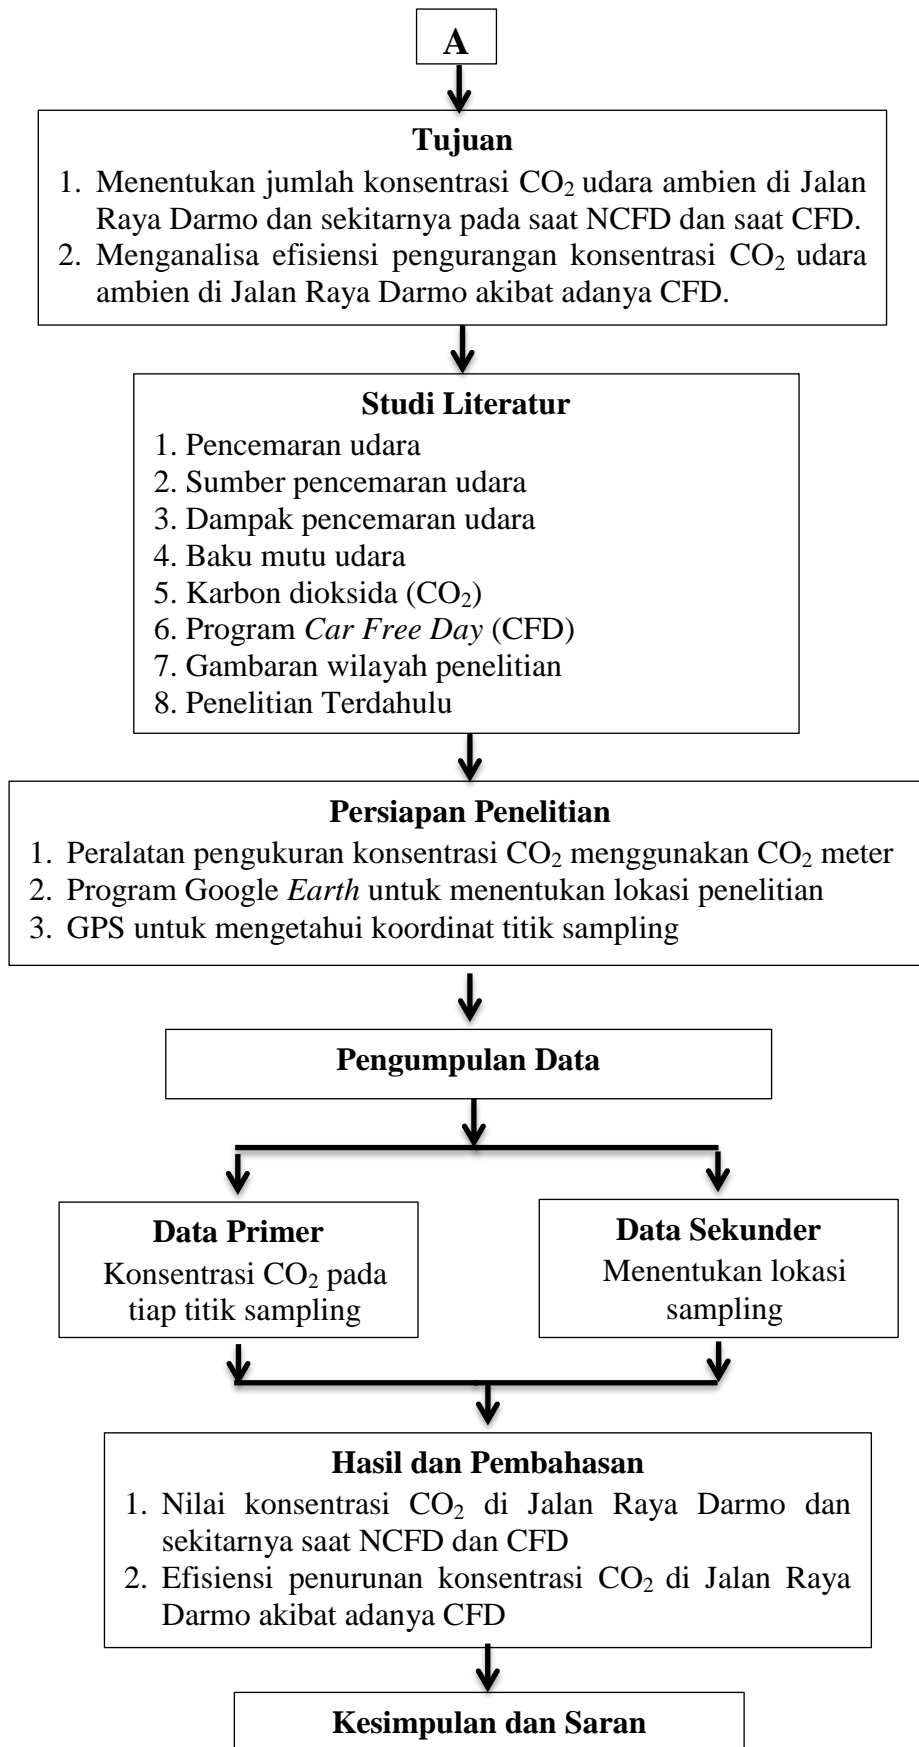 A
Tujuan
1. Menentukan jumlah konsentrasi CO₂ udara ambien di Jalan
Raya Darmo dan sekitarnya pada saat NCFD dan saat CFD.
2. Menganalisa efisiensi pengurangan konsentrasi CO₂ udara
ambien di Jalan Raya Darmo akibat adanya CFD.
Studi Literatur
1. Pencemaran udara
2. Sumber pencemaran udara
3. Dampak pencemaran udara
4. Baku mutu udara
5. Karbon dioksida (CO₂)
6. Program Car Free Day (CFD)
7. Gambaran wilayah penelitian
8. Penelitian Terdahulu
Persiapan Penelitian
1. Peralatan pengukuran konsentrasi CO₂ menggunakan CO₂ meter
2. Program Google Earth untuk menentukan lokasi penelitian
3. GPS untuk mengetahui koordinat titik sampling
Pengumpulan Data
Data Primer
Konsentrasi CO₂ pada
tiap titik sampling
Data Sekunder
Menentukan lokasi
sampling
Hasil dan Pembahasan
1. Nilai konsentrasi CO₂ di Jalan Raya Darmo dan
sekitarnya saat NCFD dan CFD
2. Efisiensi penurunan konsentrasi CO₂ di Jalan Raya
Darmo akibat adanya CFD
Kesimpulan dan Saran